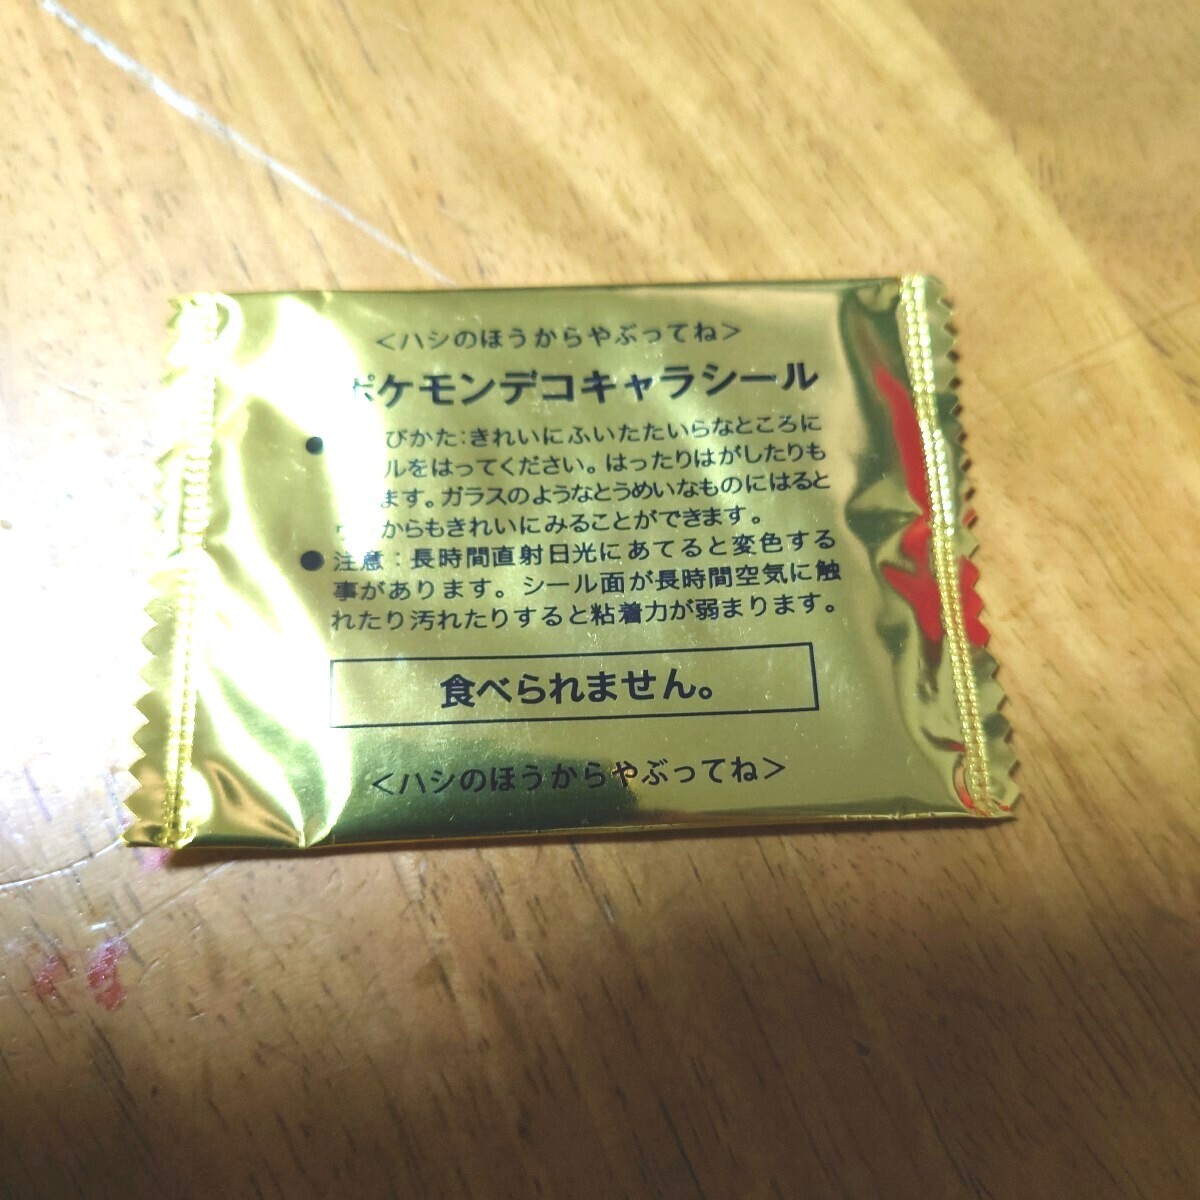 <ハシのほうからやぶってね>
ポケモンデコキャラシール
● びかた：きれいにふいたたいらなところに
ルをはってください。はったりはがしたりも
ます。ガラスのようなとうめいなものにはると
からもきれいにみることができます。
● 注意：長時間直射日光にあてると変色する
事があります。シール面が長時間空気に触
れたり汚れたりすると粘着力が弱まります。
食べられません。
<ハシのほうからやぶってね>